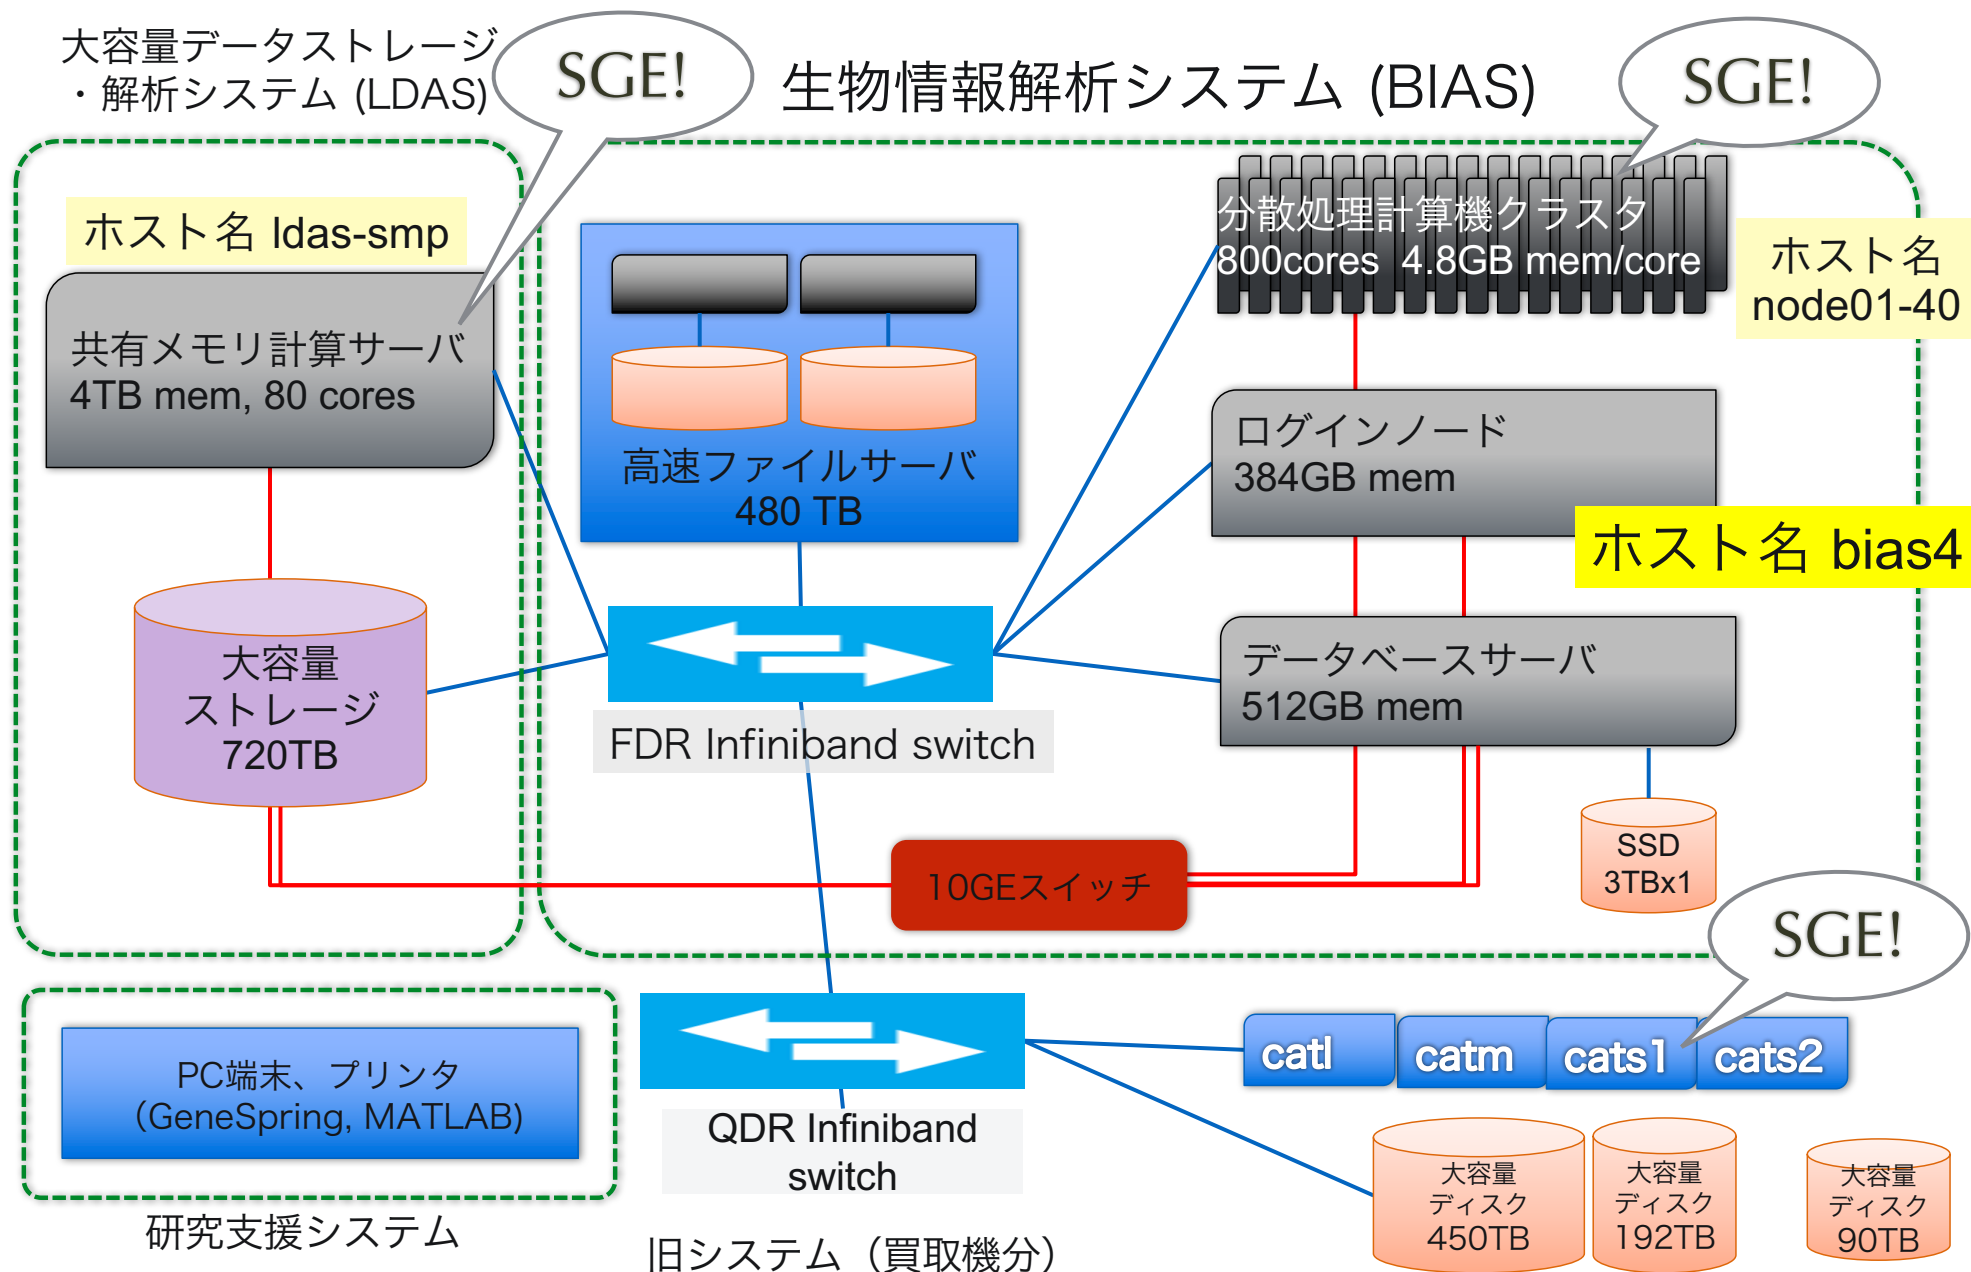 大容量データストレージ
・解析システム (LDAS)
SGE!
生物情報解析システム (BIAS)
SGE!
ホスト名 ldas-smp
共有メモリ計算サーバ
4TB mem, 80 cores
高速ファイルサーバ
480 TB
分散処理計算機クラスタ
800cores 4.8GB mem/core
ホスト名
node01-40
ログインノード
384GB mem
ホスト名 bias4
大容量
ストレージ
720TB
FDR Infiniband switch
データベースサーバ
512GB mem
SSD
3TBx1
10GEスイッチ
SGE!
PC端末、プリンタ
（GeneSpring, MATLAB)
研究支援システム
QDR Infiniband
switch
旧システム（買取機分）
catl
catm
cats1
cats2
大容量
ディスク
450TB
大容量
ディスク
192TB
大容量
ディスク
90TB